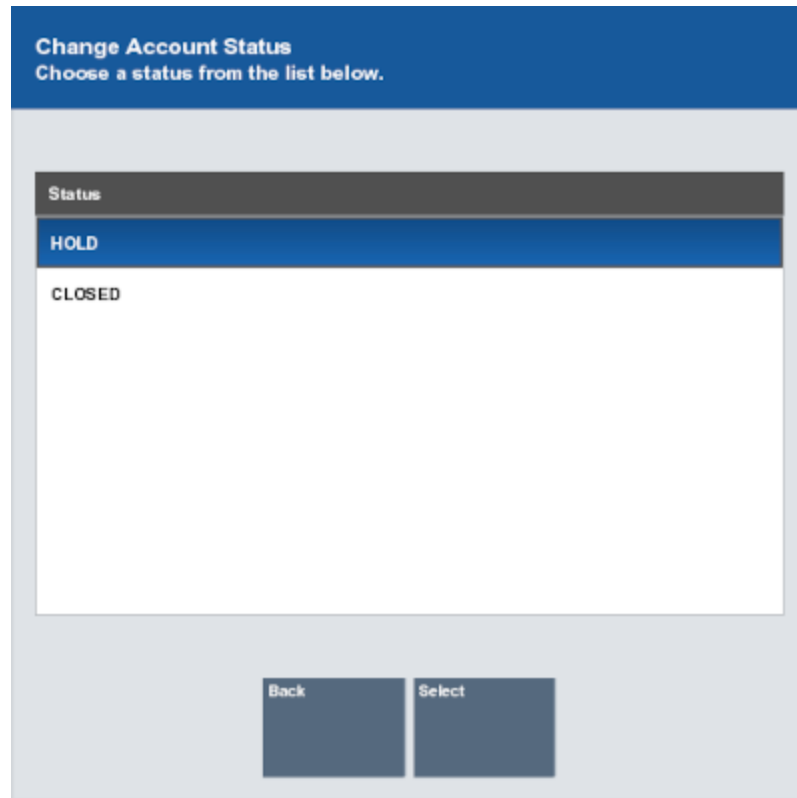 Change Account Status
Choose a status from the list below.
Status
HOLD
CLOSED
Back
Select